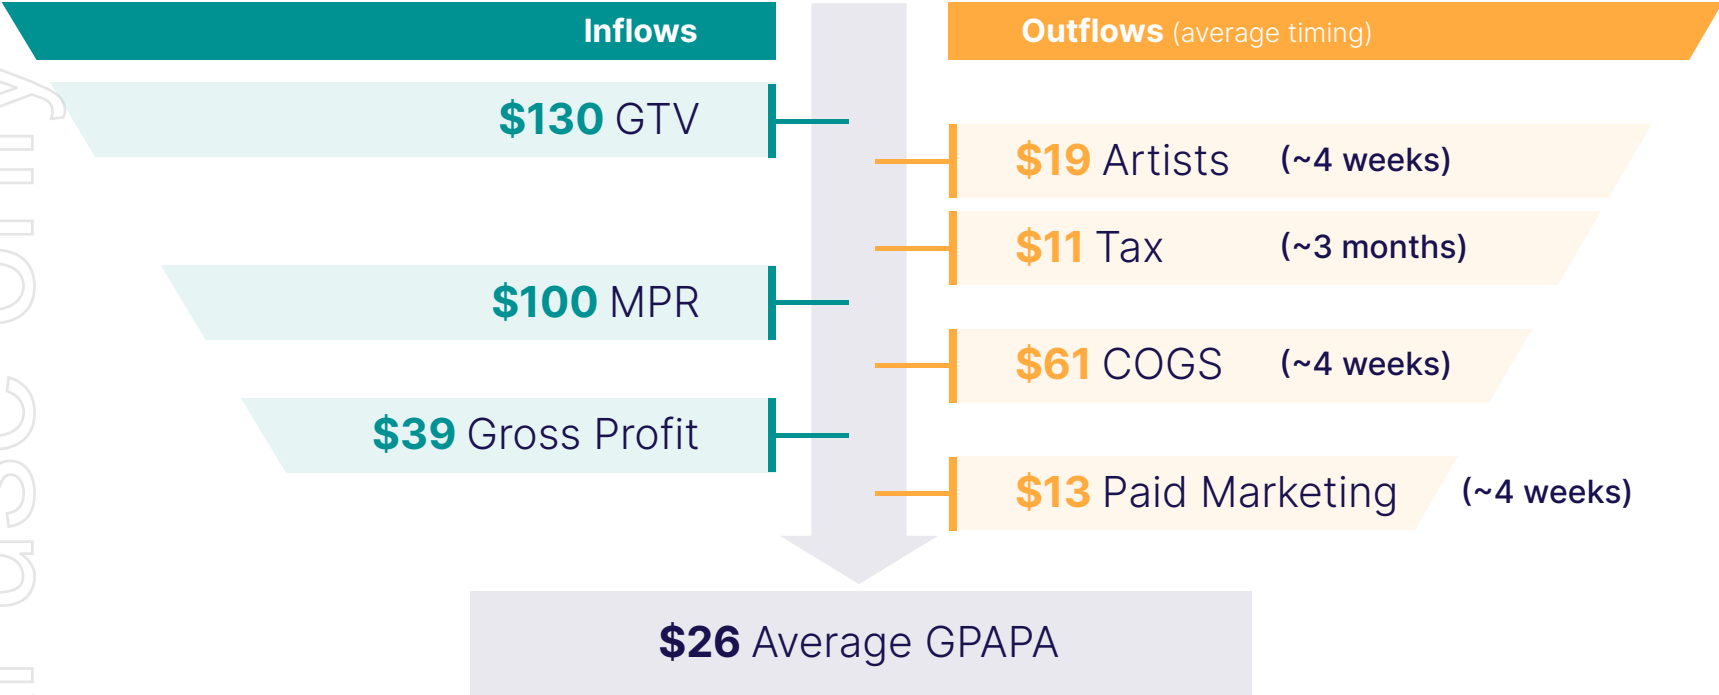 Inflows
Outflows (average timing)
$130 GTV
$19 Artists (~4 weeks)
$11 Tax (~3 months)
$100 MPR
$61 COGS (~4 weeks)
$39 Gross Profit
$13 Paid Marketing (~4 weeks)
$26 Average GPAPA